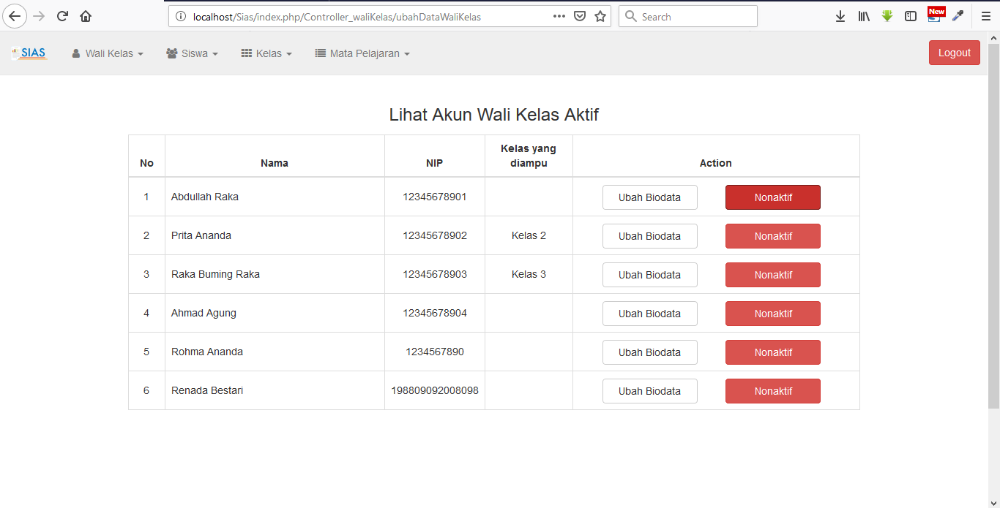 localhost/Sias/index.php/Controller_waliKelas/ubahDataWaliKelas
Search
New
SIAS
Wali Kelas
Siswa
Kelas
Mata Pelajaran
Logout
Lihat Akun Wali Kelas Aktif
No Nama NIP Kelas yang diampu Action
1 Abdullah Raka 12345678901 Ubah Biodata Nonaktif
2 Prita Ananda 12345678902 Kelas 2 Ubah Biodata Nonaktif
3 Raka Buming Raka 12345678903 Kelas 3 Ubah Biodata Nonaktif
4 Ahmad Agung 12345678904 Ubah Biodata Nonaktif
5 Rohma Ananda 1234567890 Ubah Biodata Nonaktif
6 Renada Bestari 198809092008098 Ubah Biodata Nonaktif